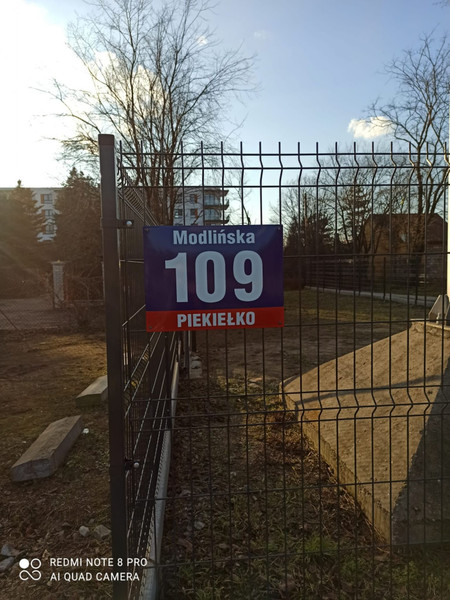 Modlińska
109
PIEKIEŁKO
REDMI NOTE 8 PRO
AI QUAD CAMERA